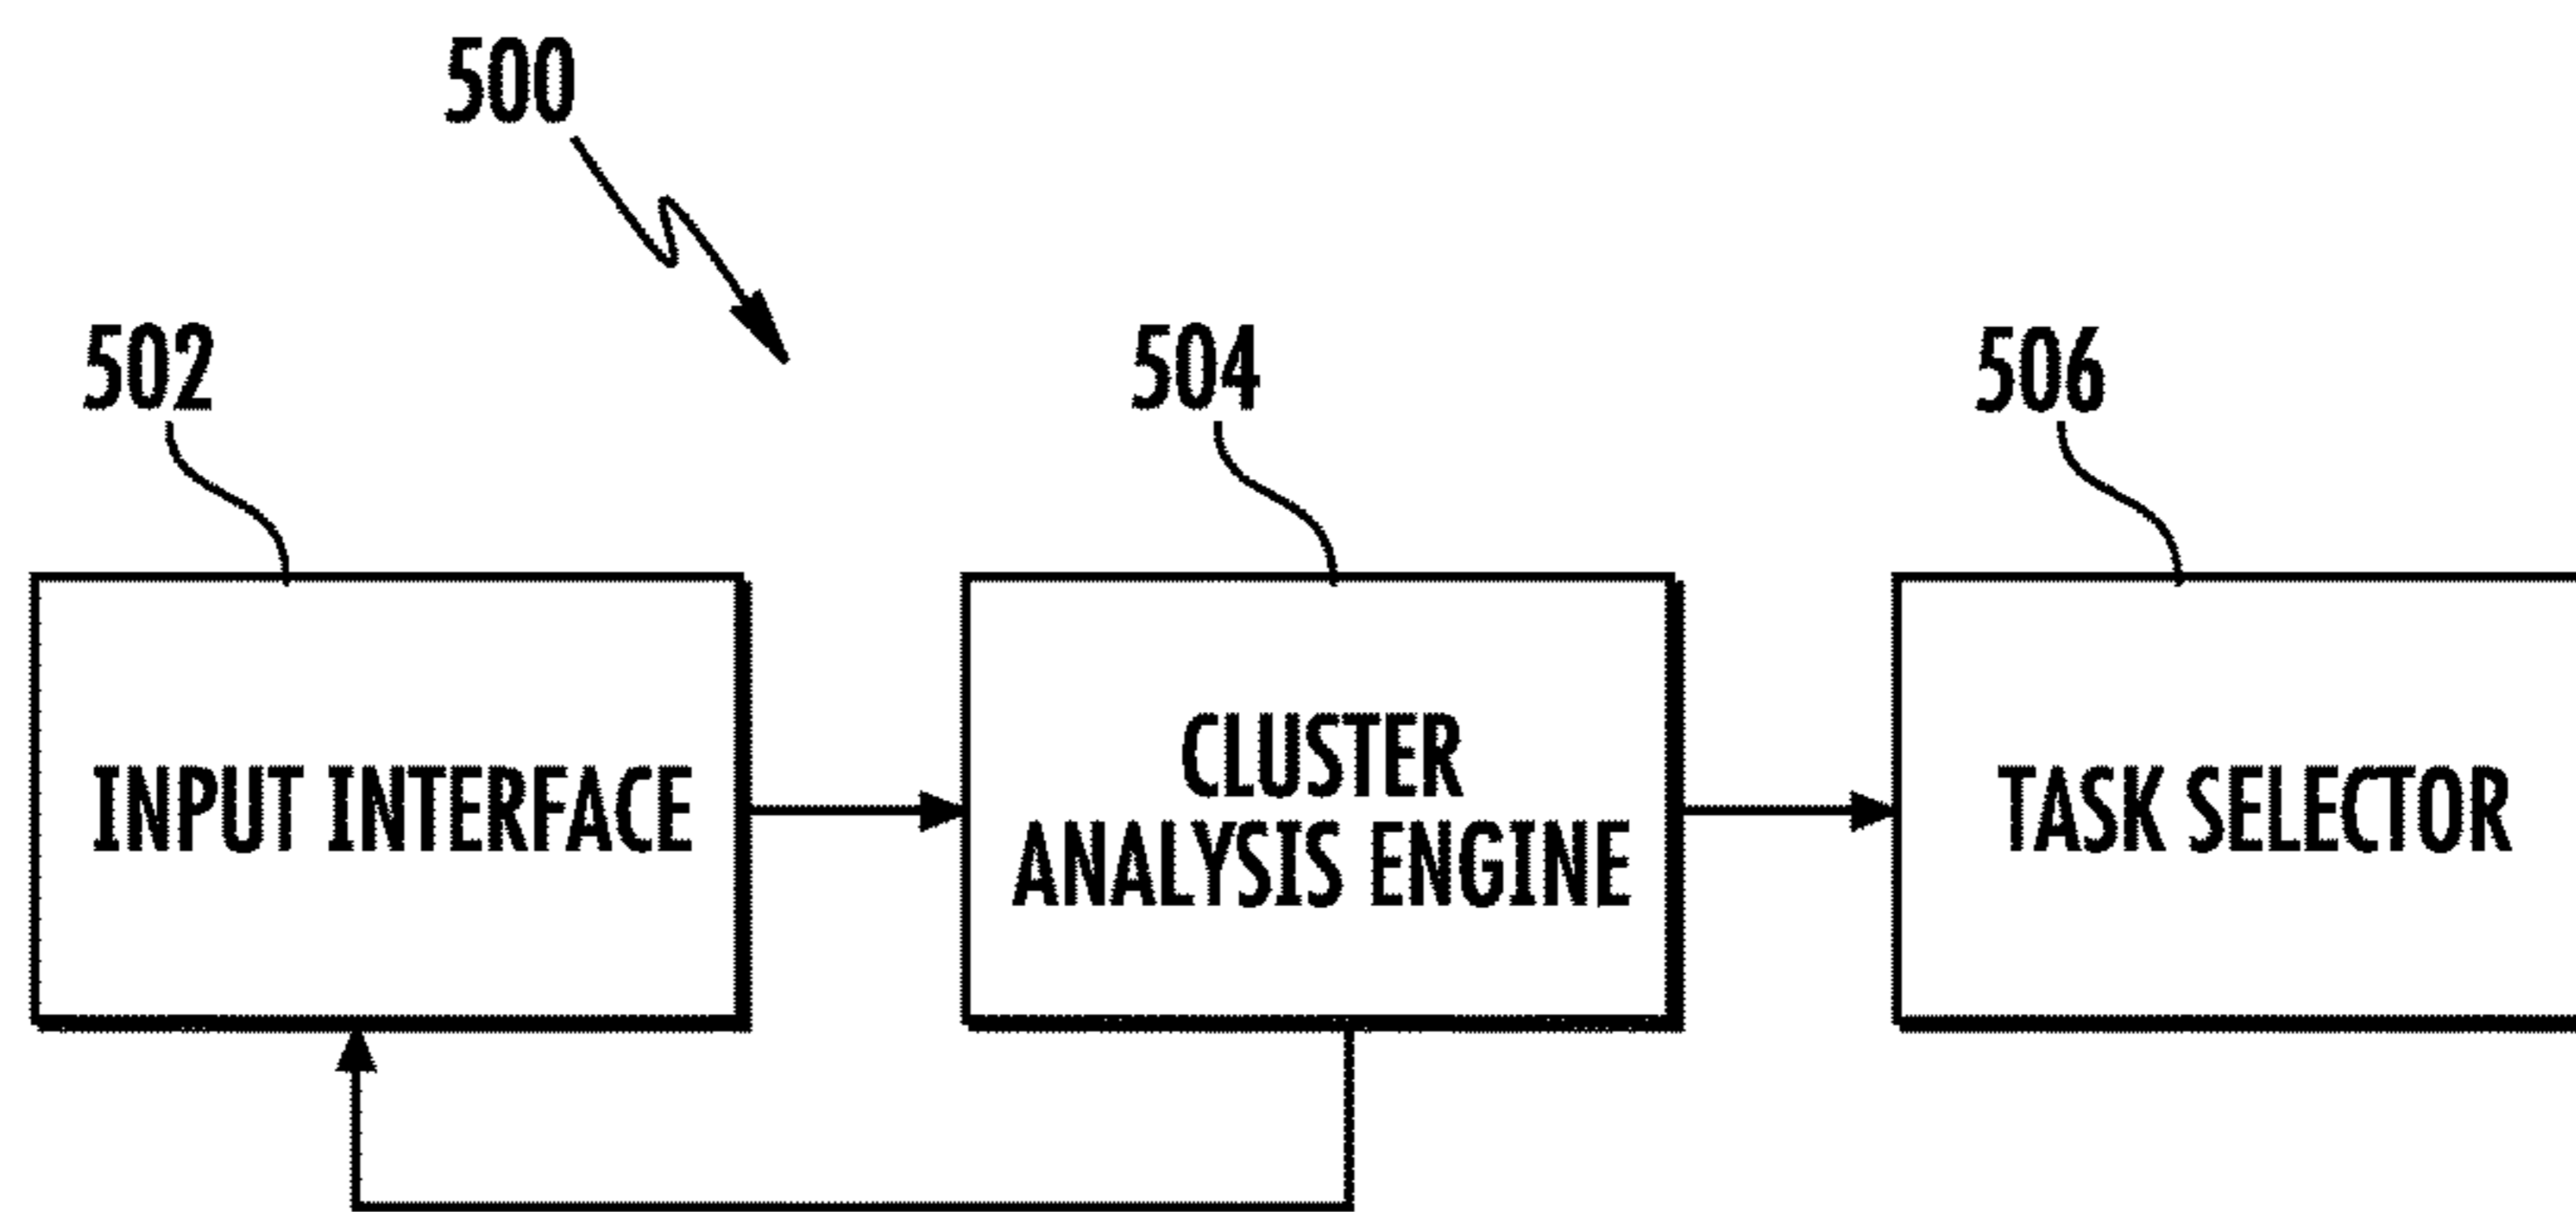 500
502
504
506
INPUT INTERFACE
CLUSTER
ANALYSIS ENGINE
TASK SELECTOR